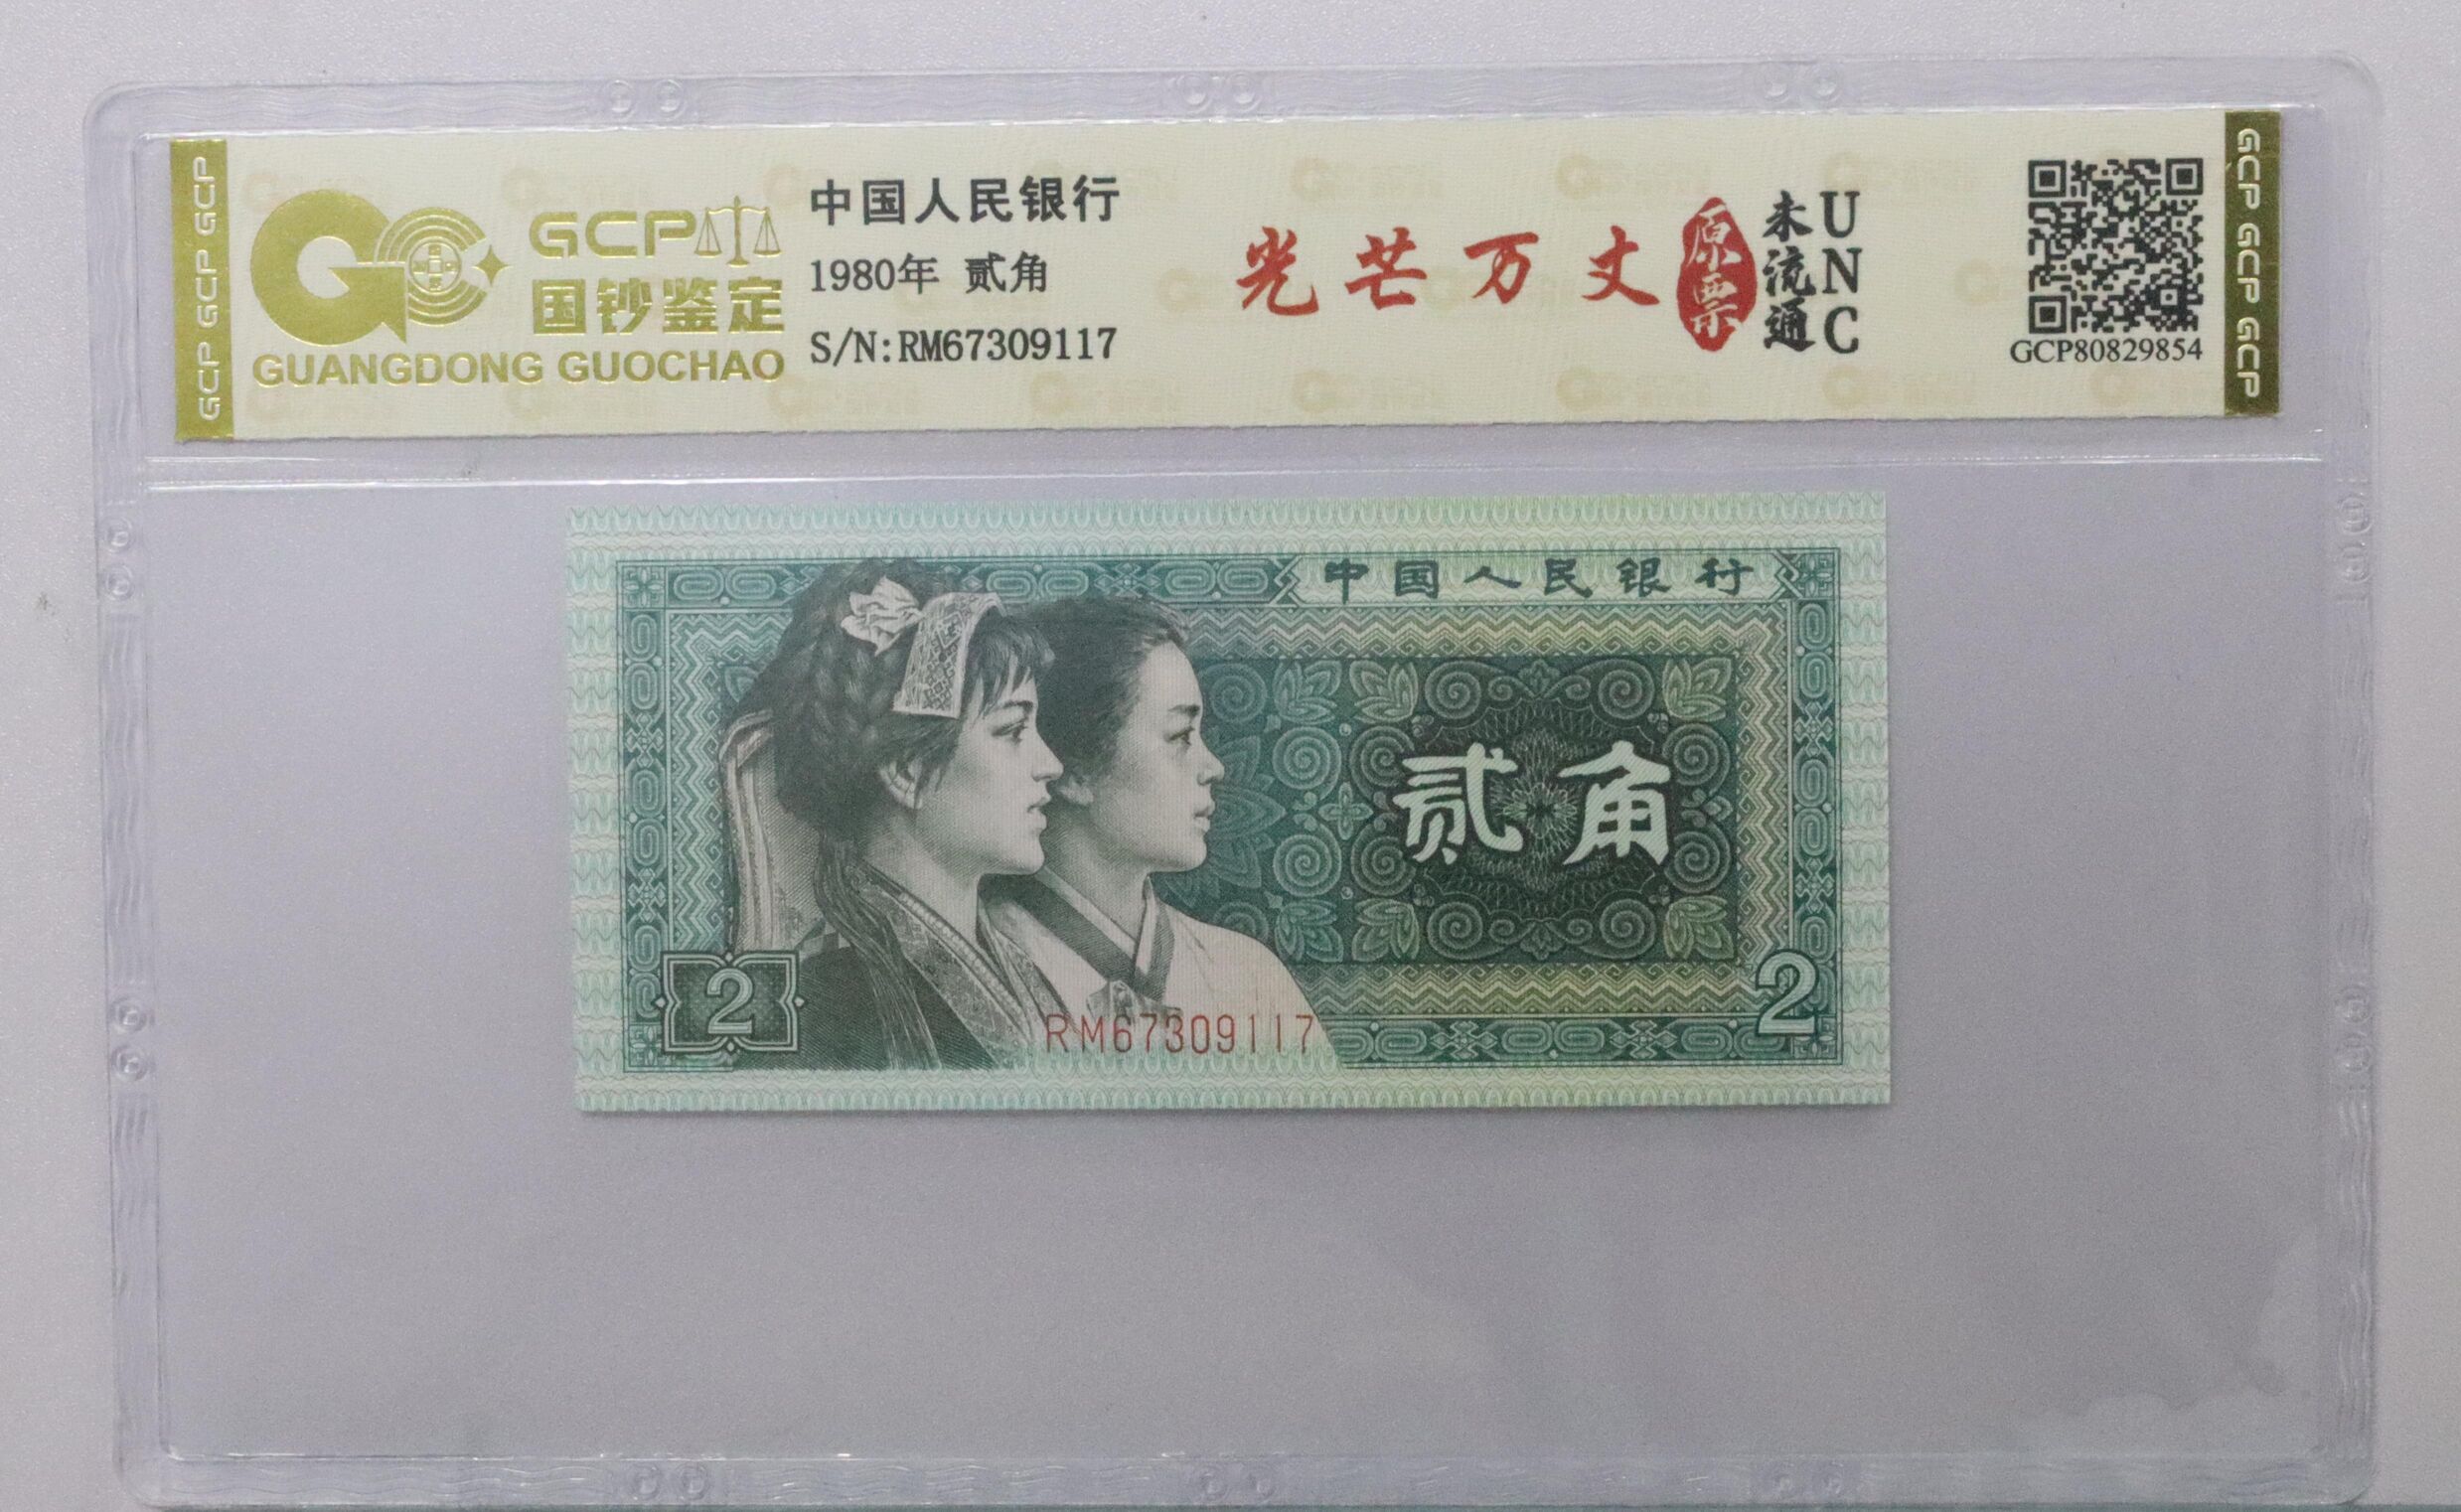 GCP GCP GCP
GCP
国钞鉴定
GUANGDONG GUOCHAO
中国人民银行
1980年 贰角
S/N:RM67309117
光芒万丈
原票
未流通
UNC
GCP80829854
GCP GCP GCP
中国人民银行
贰角
2
RM67309117
2